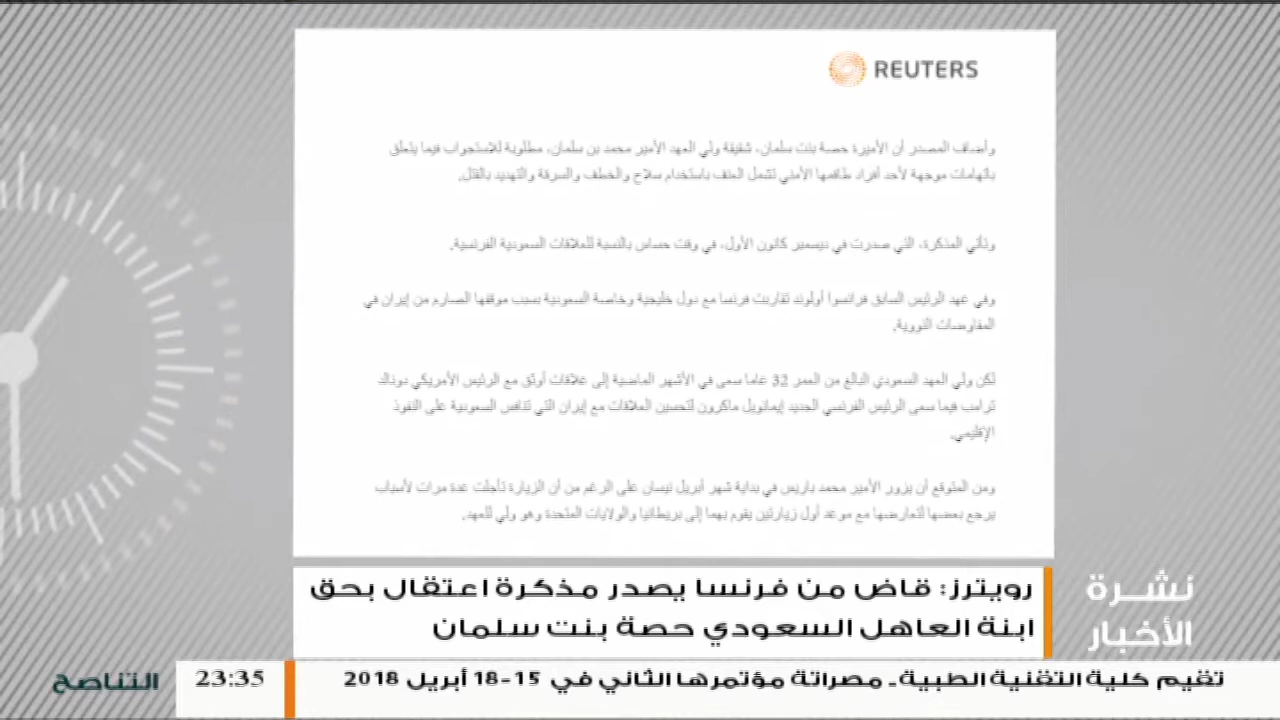 REUTERS
وأضاف المصدر أن الأميرة حصة بنت سلمان، شقيقة ولي العهد الأمير محمد بن سلمان، مطلوبة للاستجواب فيما يتعلق
باتهامات موجهة لأحد أفراد طاقمها الأمني تشمل العنف باستخدام سلاح والخطف والسرقة والتهديد بالقتل.
وتأتي المذكرة، التي صدرت في ديسمبر كانون الأول، في وقت حساس بالنسبة للعلاقات السعودية الفرنسية.
وفي عهد الرئيس السابق فرانسوا أولوند تقاربت فرنسا مع دول خليجية وخاصة السعودية بسبب موقفها الصارم من إيران في
المفاوضات النووية.
لكن ولي العهد السعودي البالغ من العمر 32 عاما سعى في الأشهر الماضية إلى علاقات أوثق مع الرئيس الأمريكي دونالد
ترامب فيما سعى الرئيس الفرنسي الجديد إيمانويل ماكرون لتحسين العلاقات مع إيران التي تنافس السعودية على النفوذ
الإقليمي.
ومن المتوقع أن يزور الأمير محمد باريس في بداية شهر أبريل نيسان على الرغم من أن الزيارة تأجلت عدة مرات لأسباب
يرجع بعضها لتعارضها مع موعد أول زيارتين يقوم بهما إلى بريطانيا والولايات المتحدة وهو ولي للعهد.
رويترز: قاض من فرنسا يصدر مذكرة اعتقال بحق
ابنة العاهل السعودي حصة بنت سلمان
نشرة
الأخبار
تقيم كلية التقنية الطبية ـ مصراتة مؤتمرها الثاني في 15-18 أبريل 2018
23:35
التناصح